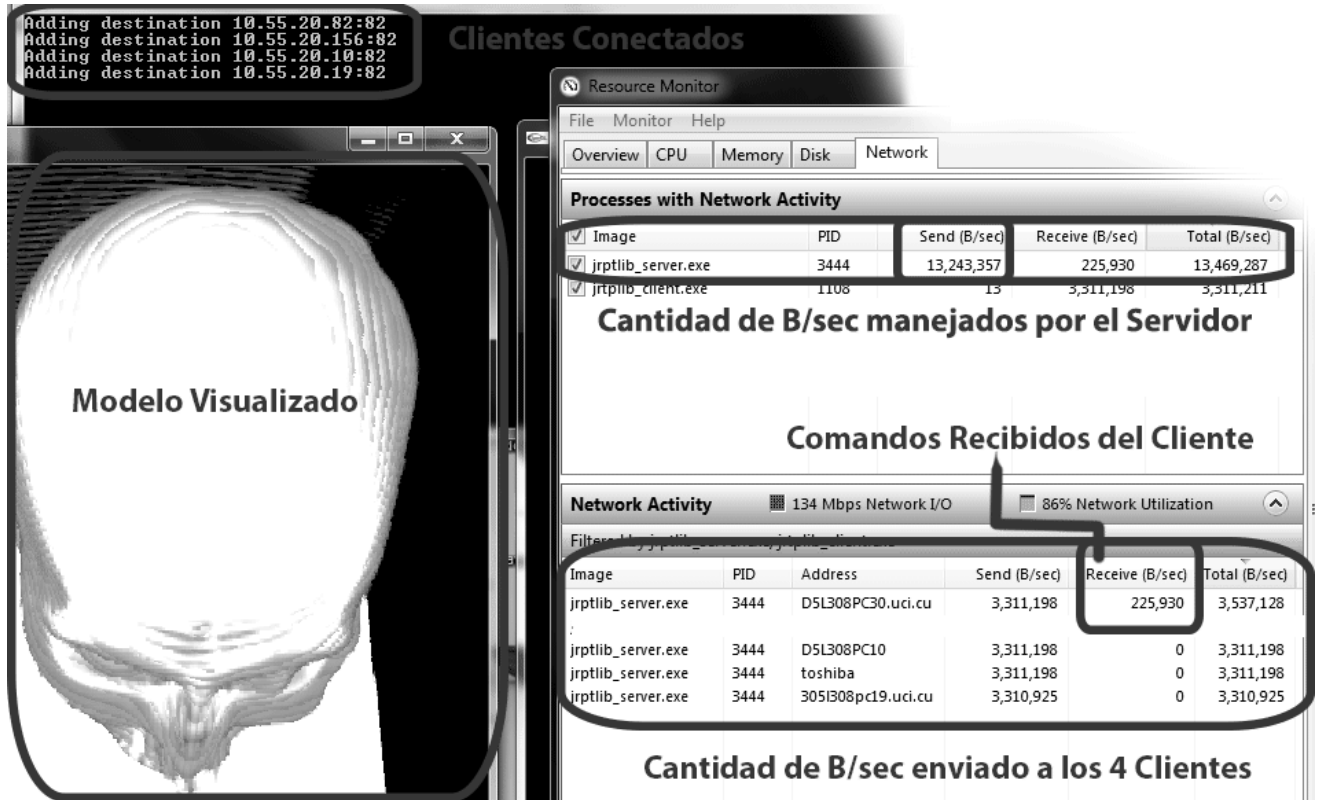 Adding destination 10.55.20.82:82
Adding destination 10.55.20.156:82
Adding destination 10.55.20.10:82
Adding destination 10.55.20.19:82
Clientes Conectados
Resource Monitor
File Monitor Help
Overview CPU Memory Disk Network
Processes with Network Activity
Image PID Send (B/sec) Receive (B/sec) Total (B/sec)
jrptlib_server.exe 3444 13,243,357 225,930 13,469,287
jrtplib_client.exe 1108 13 3,311,198 3,311,211
Cantidad de B/sec manejados por el Servidor
Modelo Visualizado
Comandos Recibidos del Cliente
Network Activity 134 Mbps Network I/O 86% Network Utilization
Filtered by jrptlib_server.exe, jrtplib_client.exe
Image PID Address Send (B/sec) Receive (B/sec) Total (B/sec)
jrptlib_server.exe 3444 D5L308PC30.uci.cu 3,311,198 225,930 3,537,128
jrptlib_server.exe 3444 D5L308PC10 3,311,198 0 3,311,198
jrptlib_server.exe 3444 toshiba 3,311,198 0 3,311,198
jrptlib_server.exe 3444 305l308pc19.uci.cu 3,310,925 0 3,310,925
Cantidad de B/sec enviado a los 4 Clientes